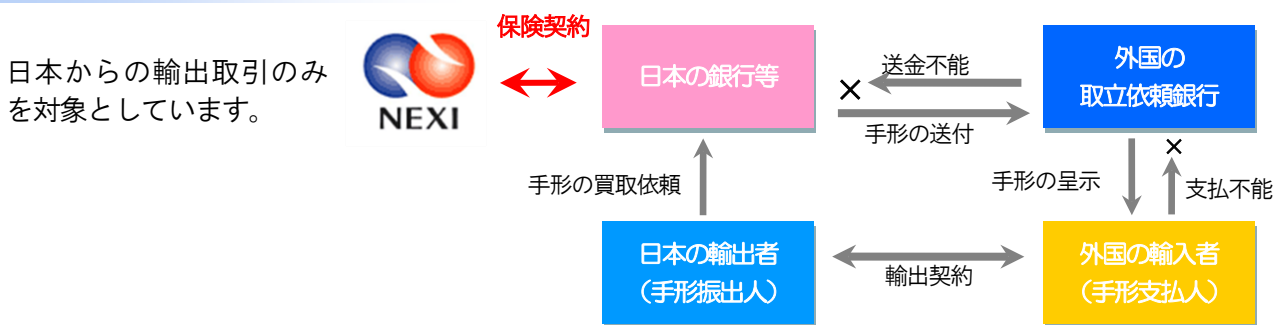 日本からの輸出取引のみ
を対象としています。
NEXI
保険契約
日本の銀行等
送金不能
×
手形の送付
外国の
取立依頼銀行
手形の買取依頼
手形の呈示
×
支払不能
日本の輸出者
（手形振出人）
輸出契約
外国の輸入者
（手形支払人）